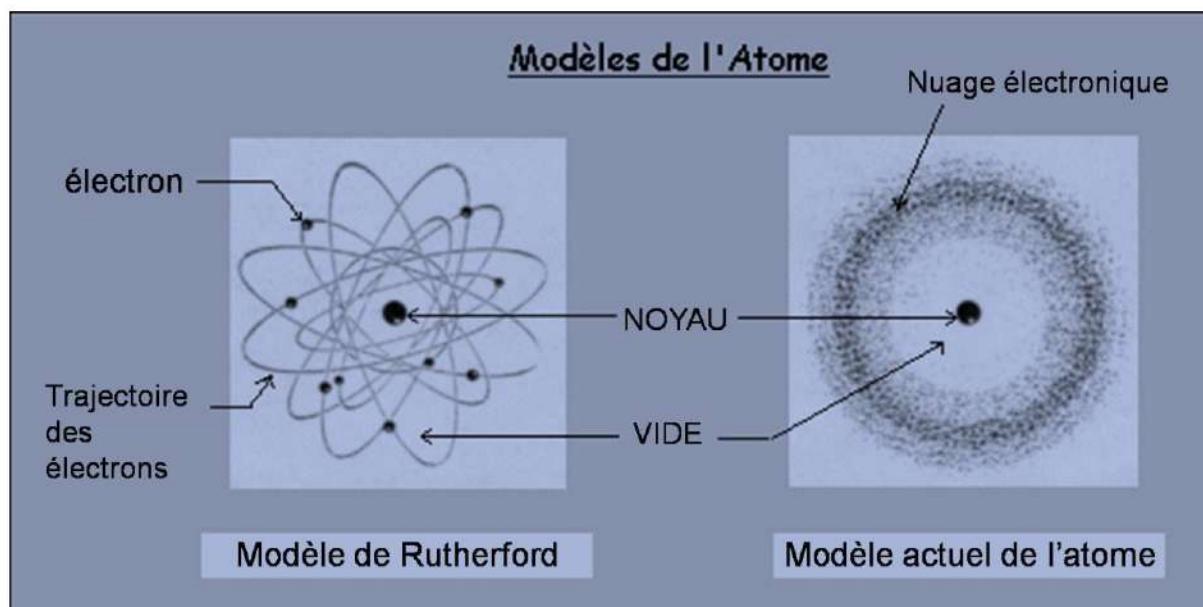 Modèles de l'Atome
Nuage électronique
électron
NOYAU
Trajectoire
des
électrons
VIDE
Modèle de Rutherford
Modèle actuel de l'atome